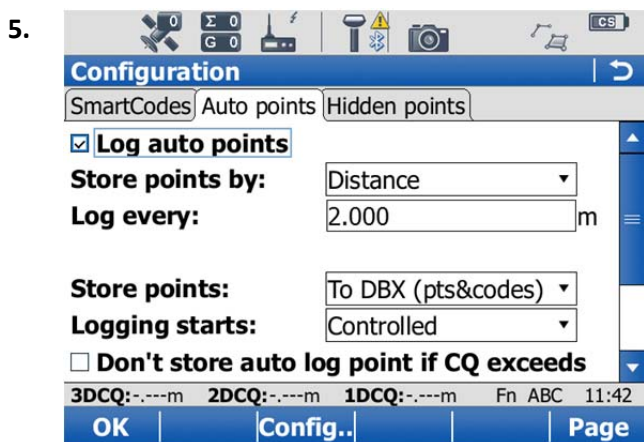 5.
0 Σ 0 CS
G 0
Configuration
SmartCodes Auto points Hidden points
Log auto points
Store points by: Distance
Log every: 2.000 m
Store points: To DBX (pts&codes)
Logging starts: Controlled
Don't store auto log point if CQ exceeds
3DCQ:-.---m 2DCQ:-.---m 1DCQ:-.---m Fn ABC 11:42
OK Config.. Page